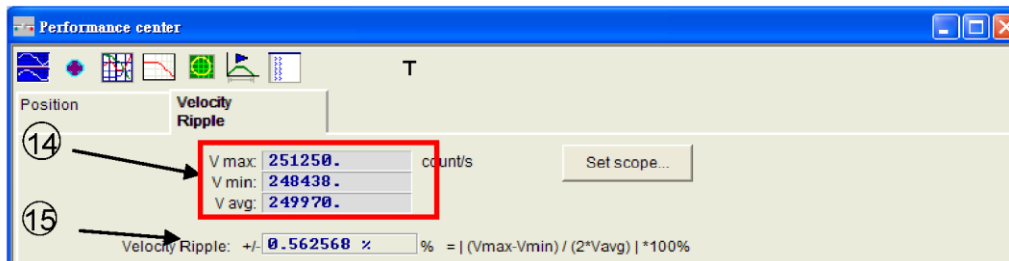 Performance center
T
Position
Velocity
Ripple
14
V max: 251250. count/s Set scope...
V min: 248438.
V avg: 249970.
15
Velocity Ripple: +/- 0.562568 % % = | (Vmax-Vmin) / (2*Vavg) | *100%